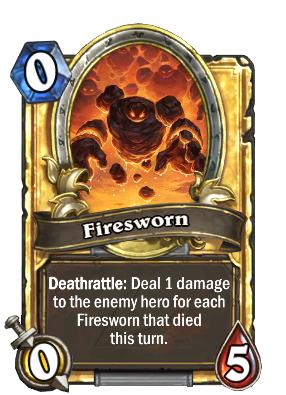 0
Firesworn
Deathrattle: Deal 1 damage
to the enemy hero for each
Firesworn that died
this turn.
0
5